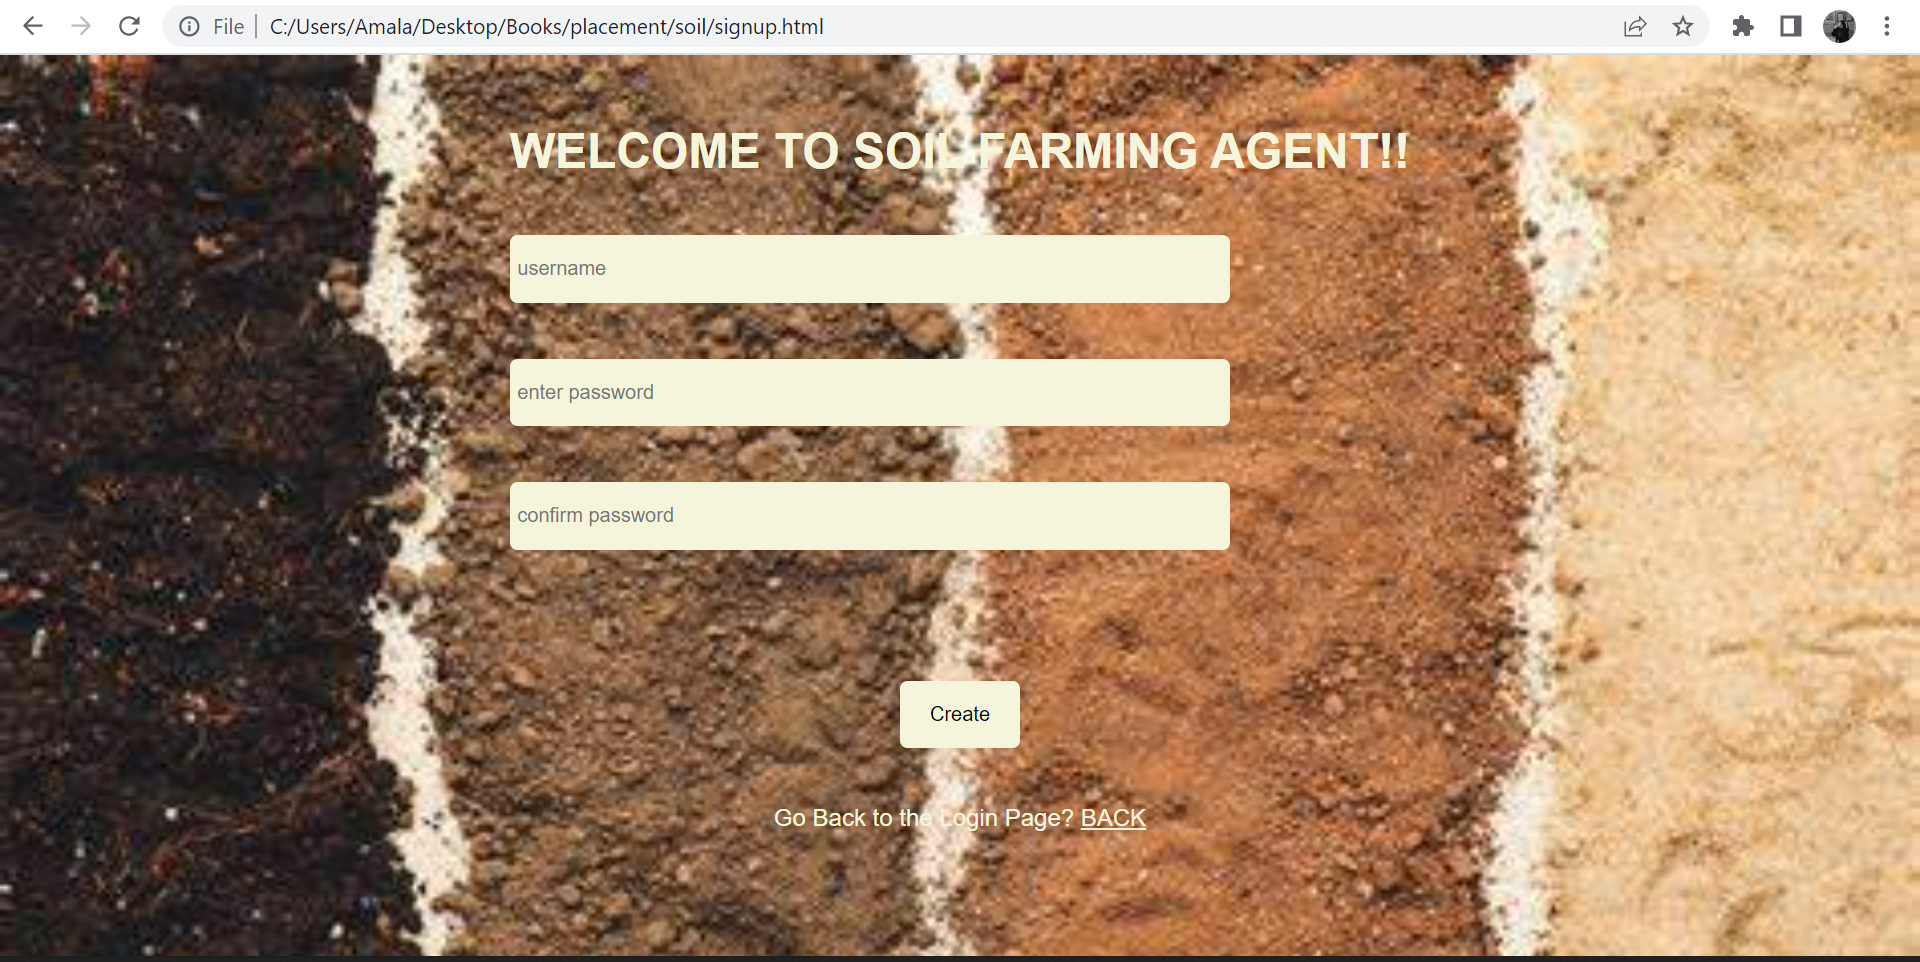 File C:/Users/Amala/Desktop/Books/placement/soil/signup.html
WELCOME TO SOIL FARMING AGENT!!
username
enter password
confirm password
Create
Go Back to the Login Page? BACK